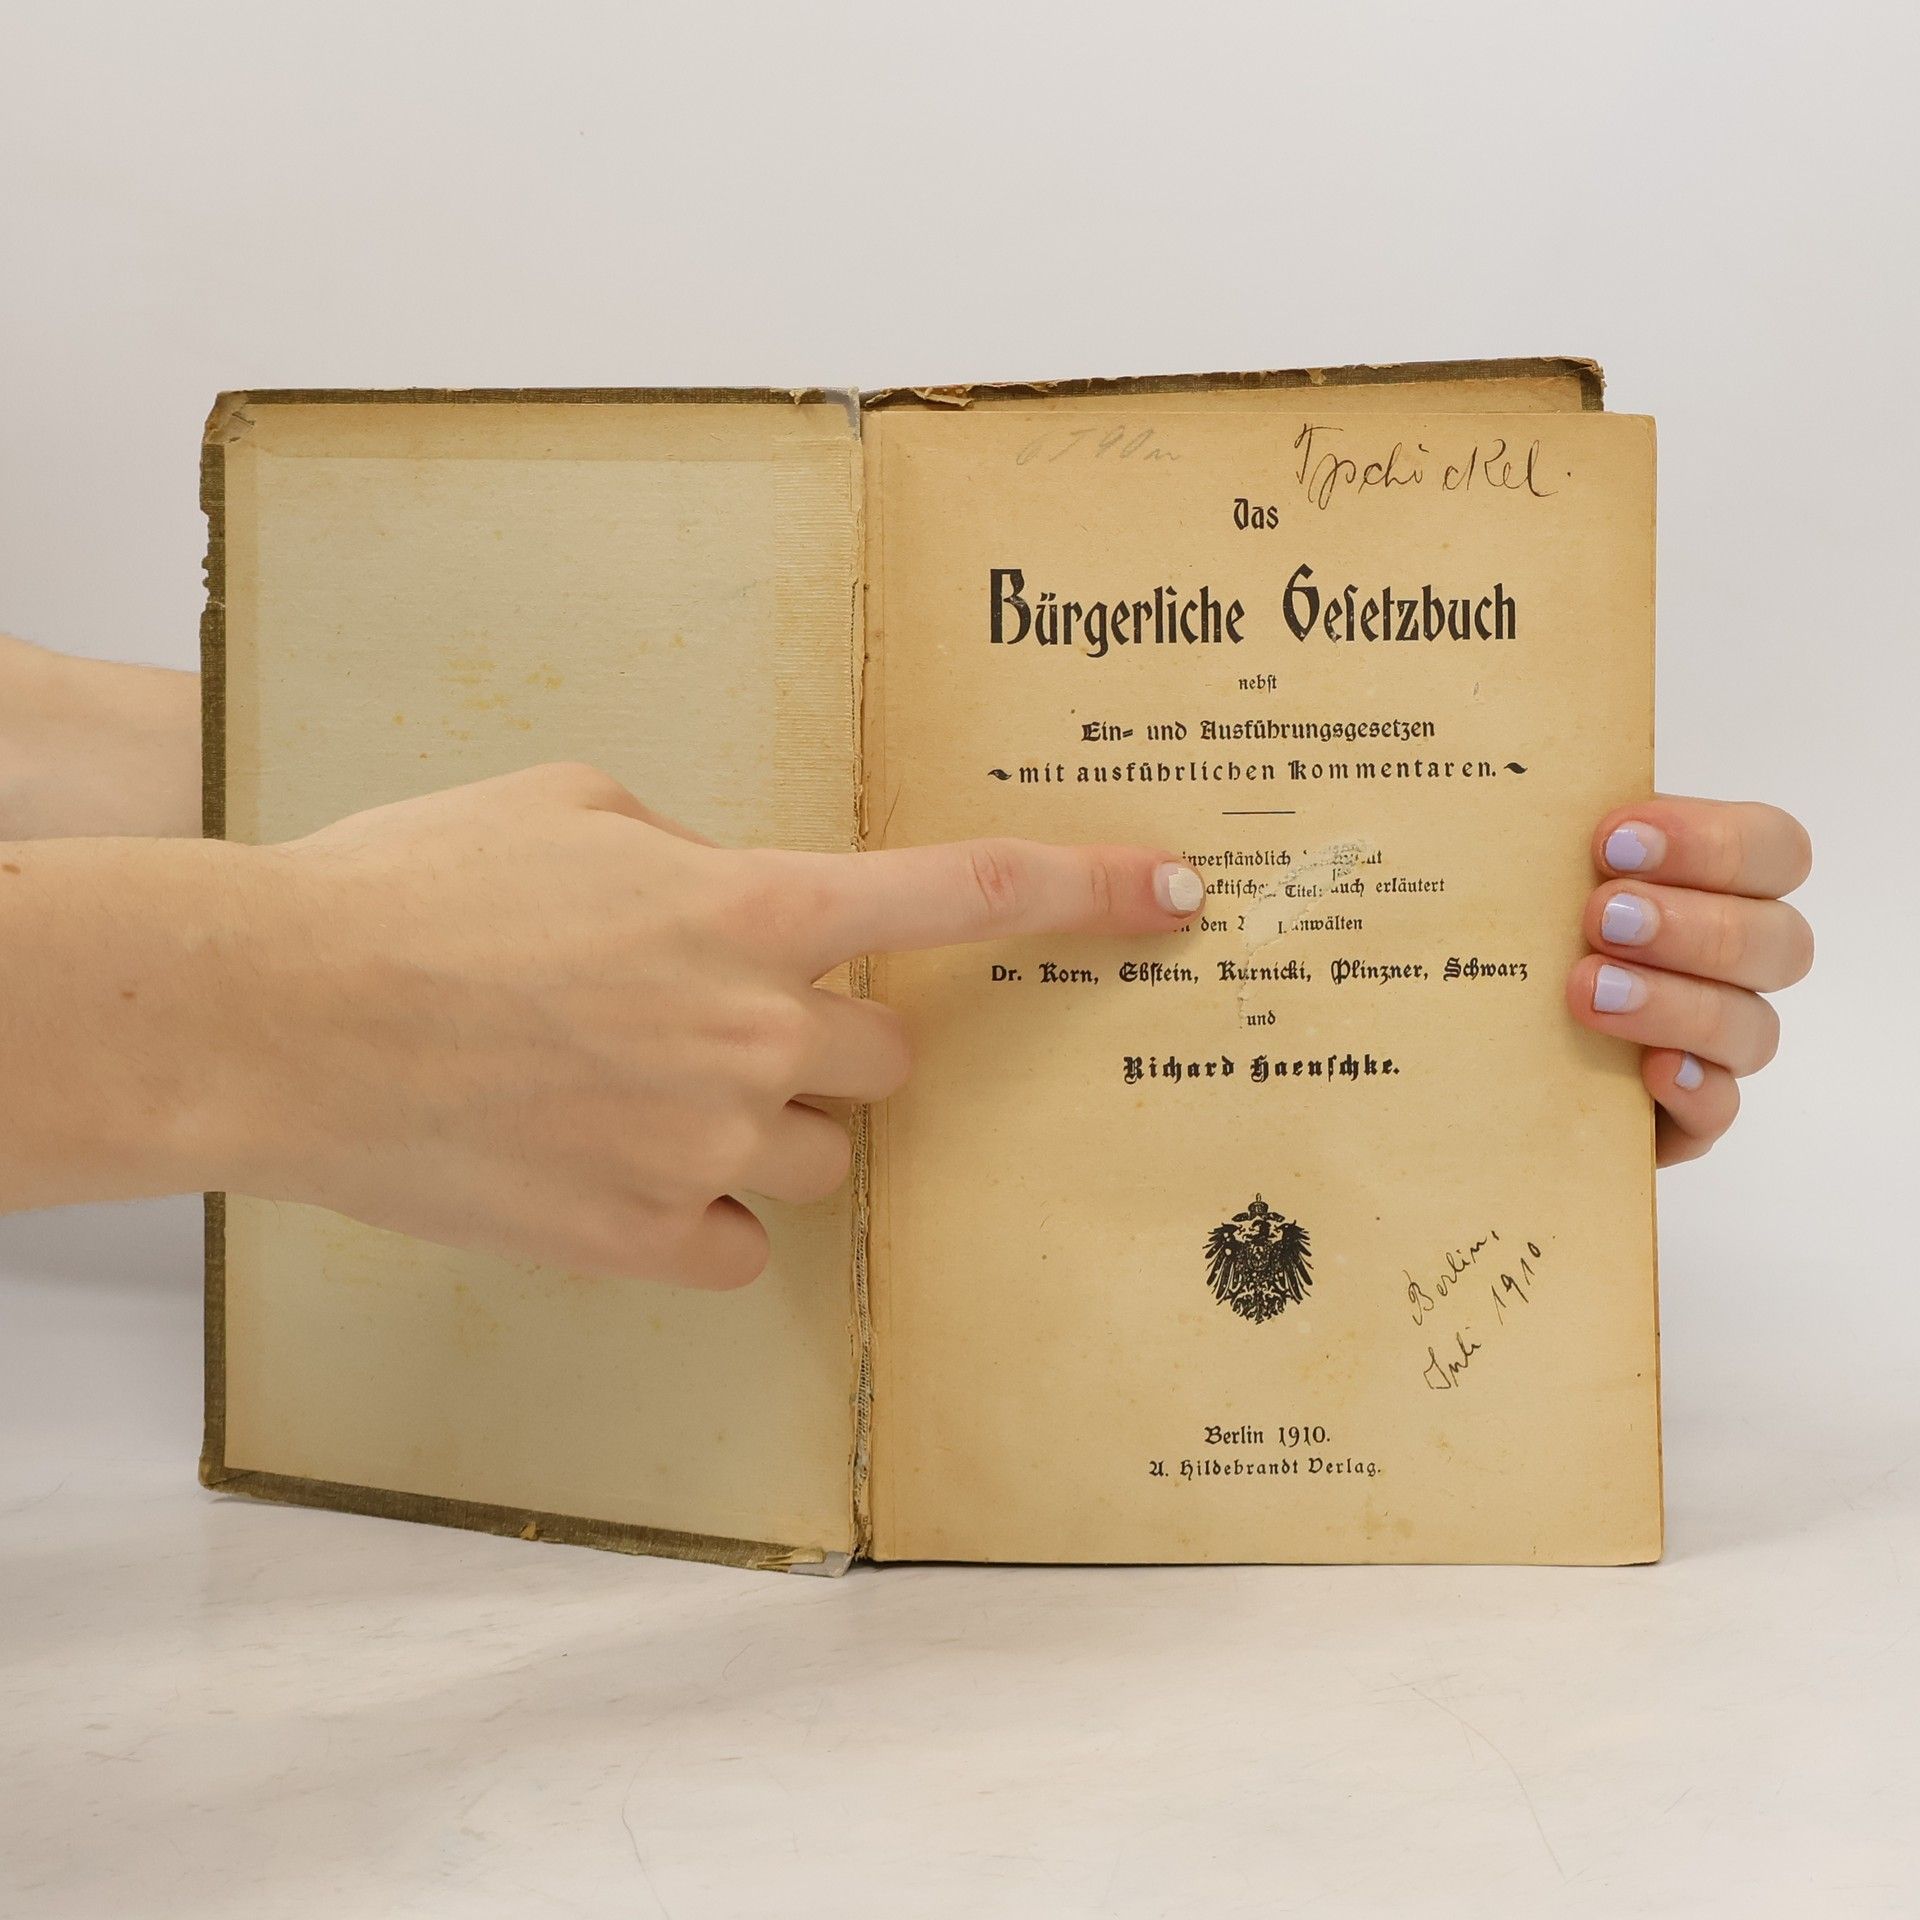 Das
Bürgerliche Gesetzbuch
nebst
Ein- und Ausführungsgesetzen
mit ausführlichen Kommentaren.
erläutert
den
Dr. Korn, Ebstein, Kurnicki, Plinzner, Schwarz
und
Richard Haenschke.
Berlin,
Juli 1910.
Berlin 1910.
A. Hildebrandt Verlag.